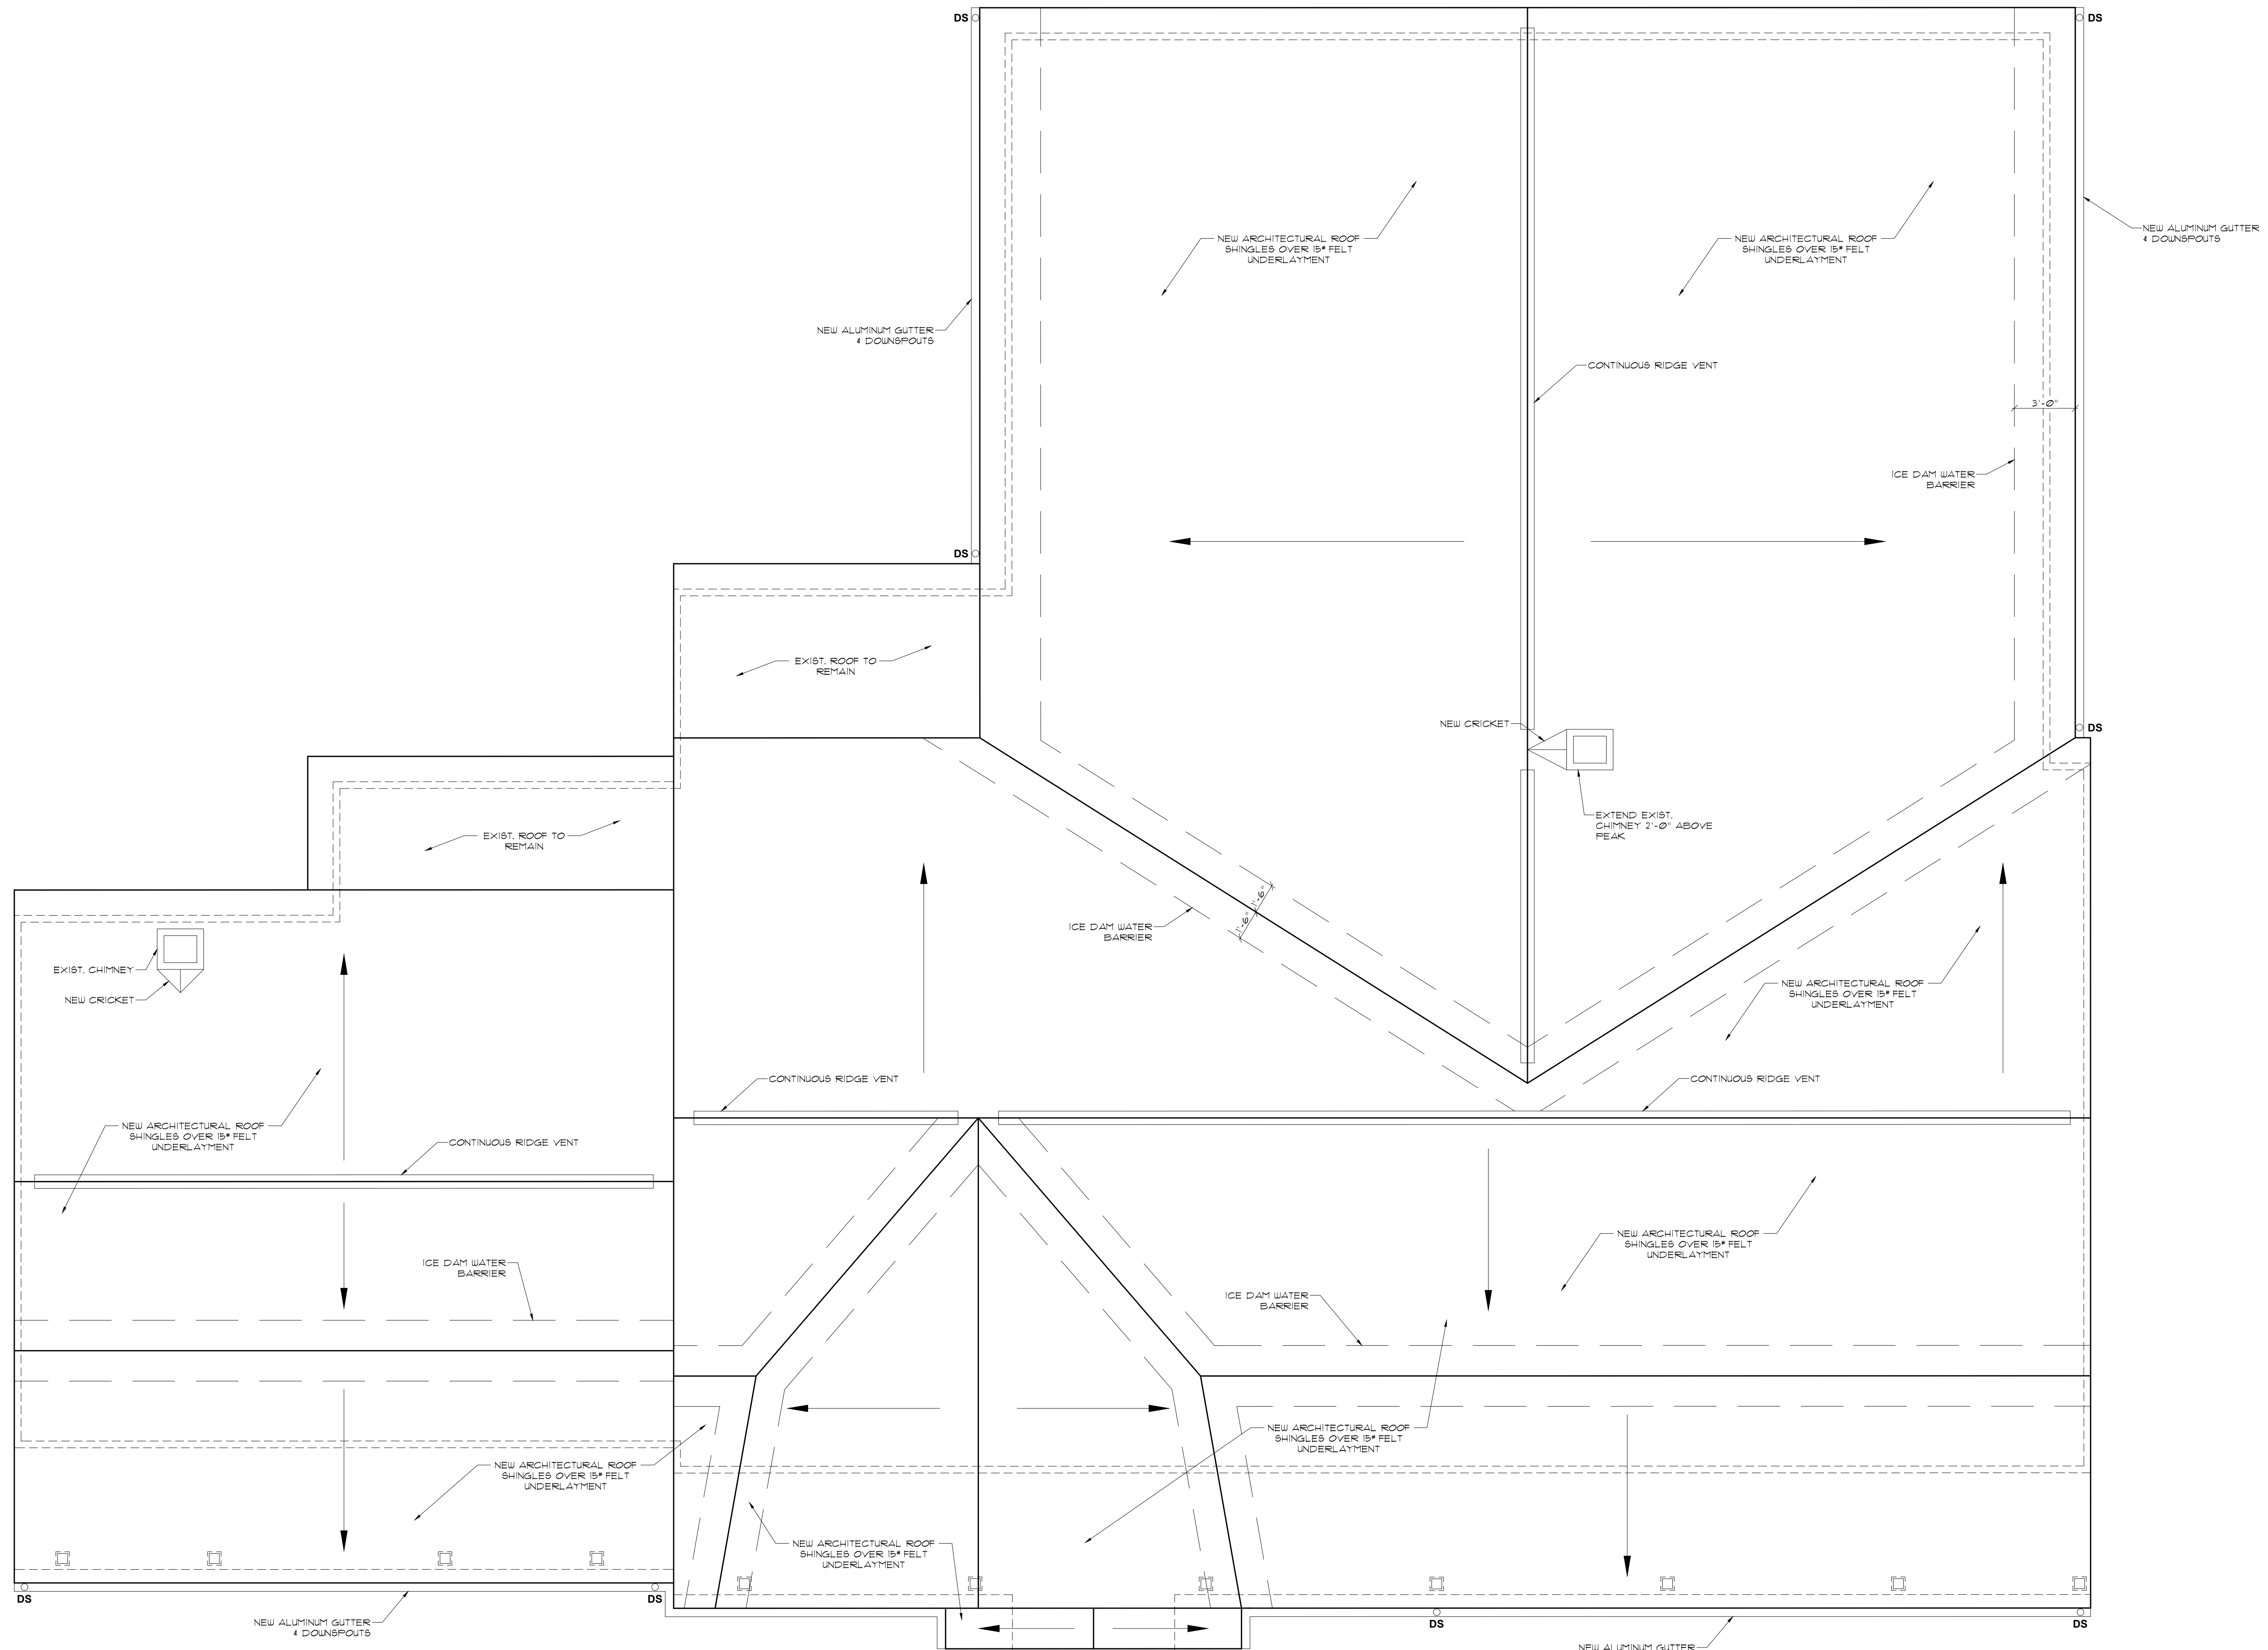 DS
DS
NEW ARCHITECTURAL ROOF
SHINGLES OVER 15# FELT
UNDERLAYMENT
NEW ARCHITECTURAL ROOF
SHINGLES OVER 15# FELT
UNDERLAYMENT
NEW ALUMINUM GUTTER
& DOWNSPOUTS
NEW ALUMINUM GUTTER
& DOWNSPOUTS
CONTINUOUS RIDGE VENT
3'-0"
ICE DAM WATER
BARRIER
DS
EXIST. ROOF TO
REMAIN
NEW CRICKET
DS
EXTEND EXIST.
CHIMNEY 2'-0" ABOVE
PEAK
EXIST. ROOF TO
REMAIN
1'-6"
1'-6"
ICE DAM WATER
BARRIER
EXIST. CHIMNEY
NEW CRICKET
NEW ARCHITECTURAL ROOF
SHINGLES OVER 15# FELT
UNDERLAYMENT
CONTINUOUS RIDGE VENT
CONTINUOUS RIDGE VENT
NEW ARCHITECTURAL ROOF
SHINGLES OVER 15# FELT
UNDERLAYMENT
CONTINUOUS RIDGE VENT
NEW ARCHITECTURAL ROOF
SHINGLES OVER 15# FELT
UNDERLAYMENT
ICE DAM WATER
BARRIER
ICE DAM WATER
BARRIER
NEW ARCHITECTURAL ROOF
SHINGLES OVER 15# FELT
UNDERLAYMENT
NEW ARCHITECTURAL ROOF
SHINGLES OVER 15# FELT
UNDERLAYMENT
NEW ARCHITECTURAL ROOF
SHINGLES OVER 15# FELT
UNDERLAYMENT
DS
DS
NEW ALUMINUM GUTTER
& DOWNSPOUTS
DS
DS
NEW ALUMINUM GUTTER